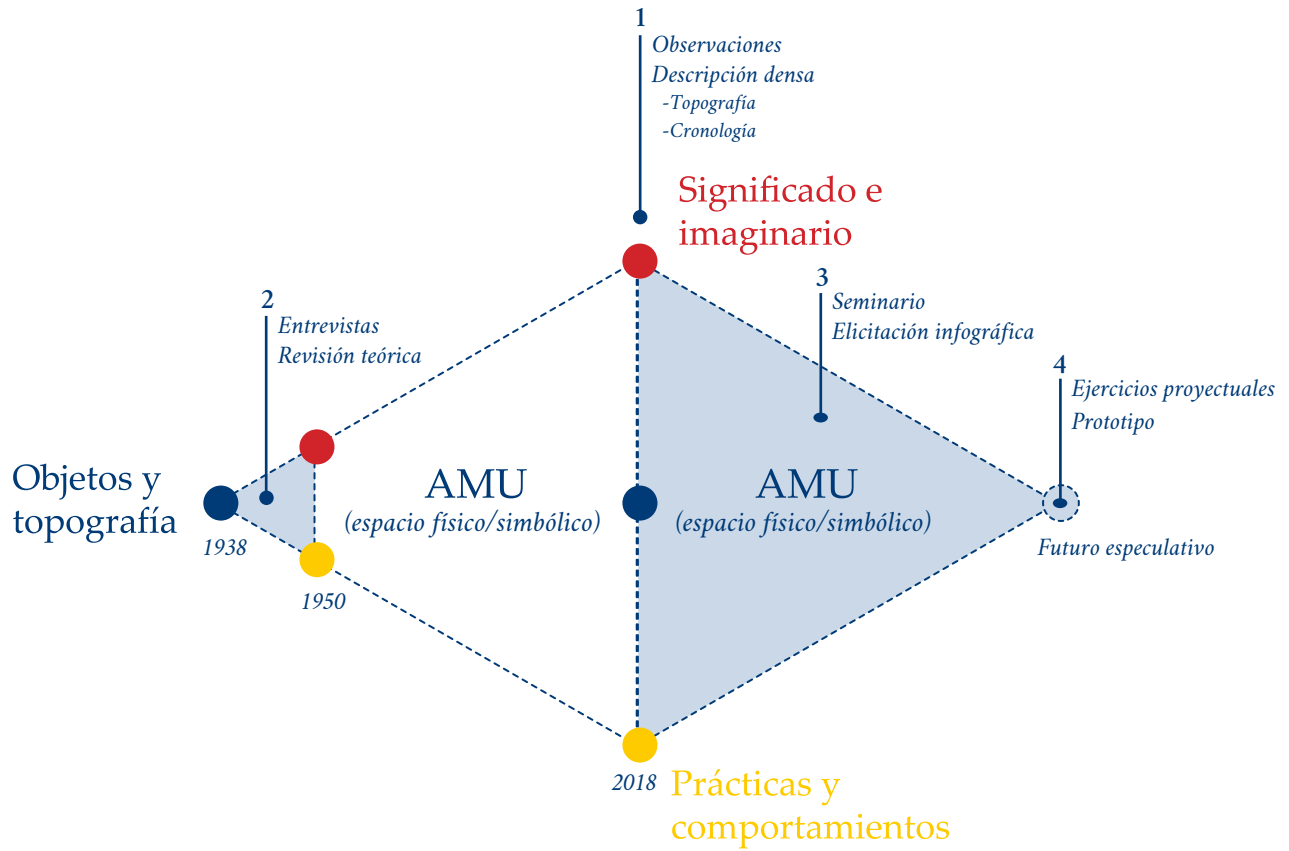 1
Observaciones
Descripción densa
-Topografía
-Cronología
Significado e
imaginario
2
Entrevistas
Revisión teórica
3
Seminario
Elicitación infográfica
4
Ejercicios proyectuales
Prototipo
Objetos y
topografía
AMU
(espacio físico/simbólico)
AMU
(espacio físico/simbólico)
1938
Futuro especulativo
1950
2018
Prácticas y
comportamientos